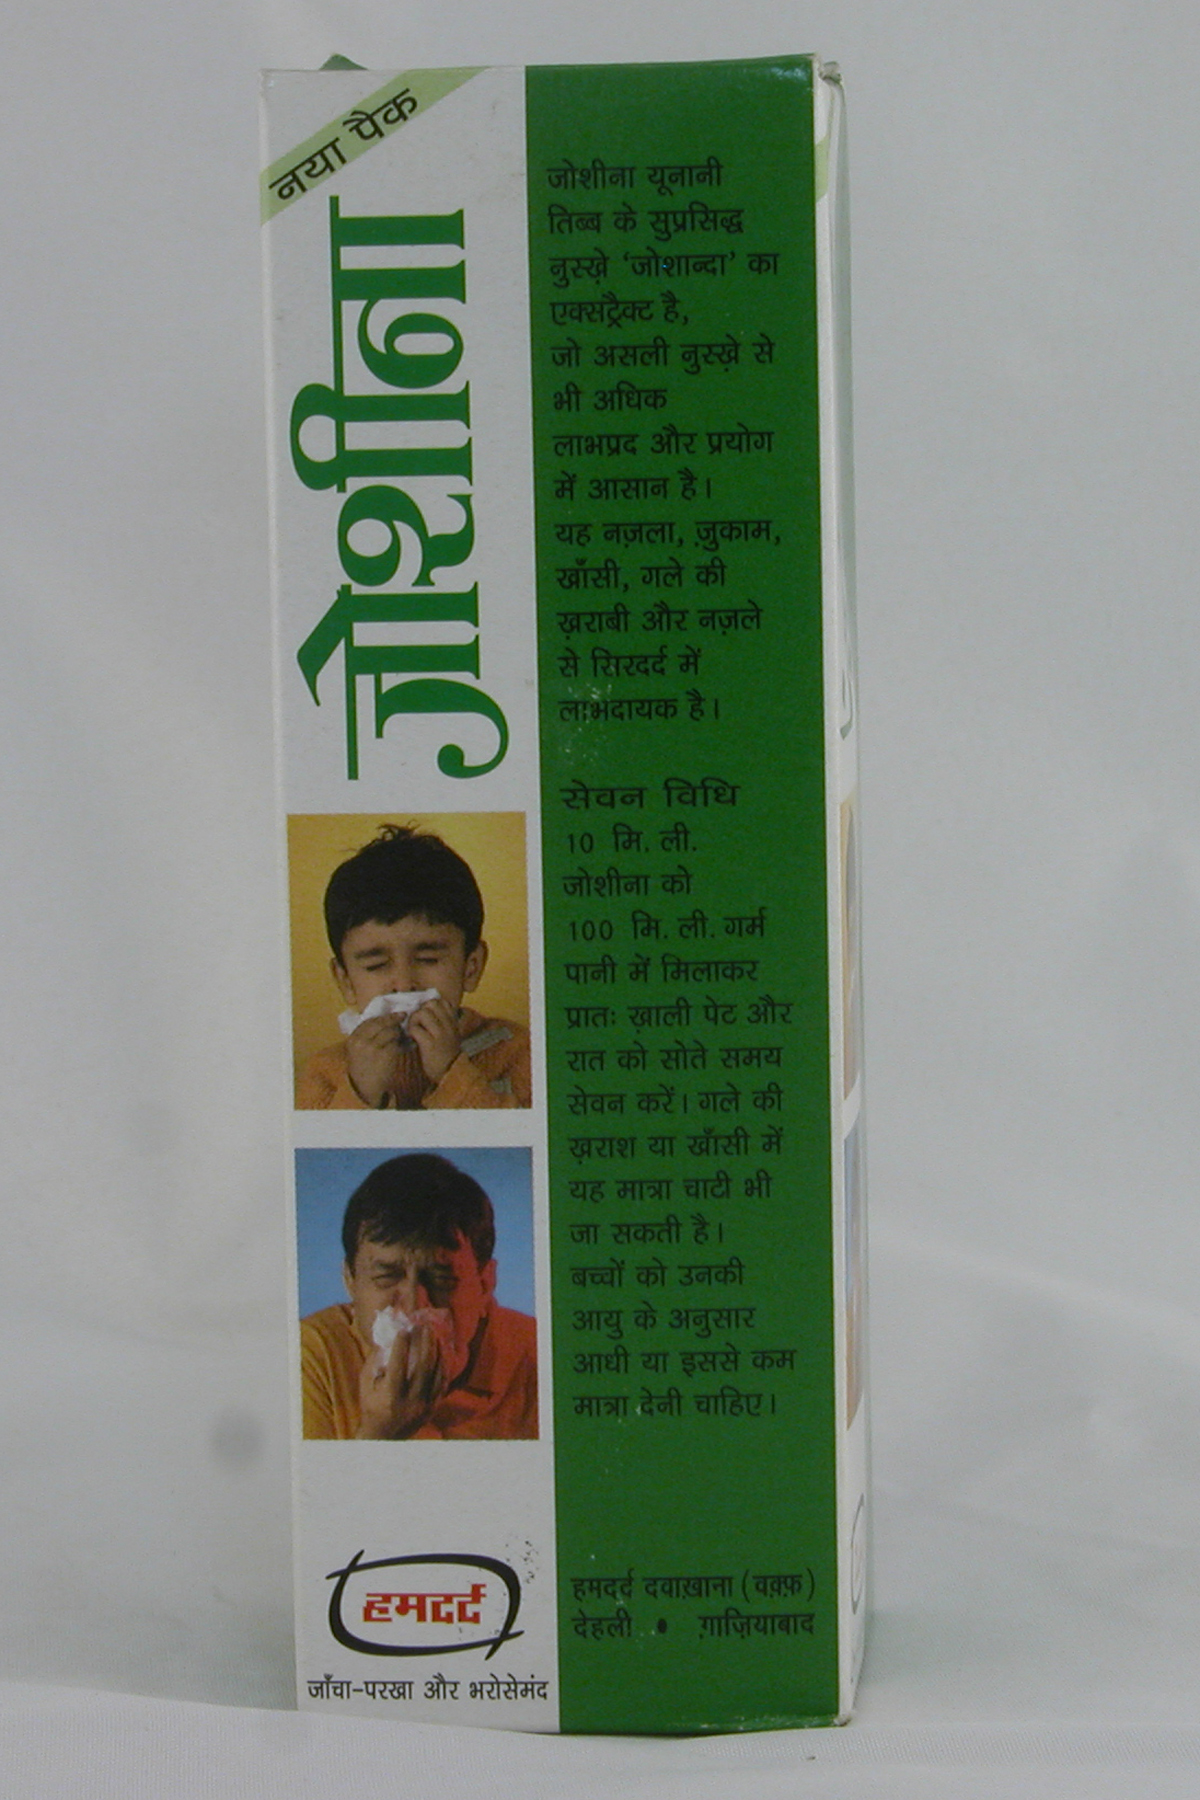 नया पैक
जोशीना
हमदर्द
जाँचा-परखा और भरोसेमंद
जोशीना यूनानी
तिब्ब के सुप्रसिद्ध
नुस्ख़े ‘जोशान्दा’ का
एक्सट्रैक्ट है,
जो असली नुस्ख़े से
भी अधिक
लाभप्रद और प्रयोग
में आसान है।
यह नज़ला, ज़ुकाम,
खाँसी, गले की
ख़राबी और नज़ले
से सिरदर्द में
लाभदायक है।
सेवन विधि
10 मि. ली.
जोशीना को
100 मि. ली. गर्म
पानी में मिलाकर
प्रातः ख़ाली पेट और
रात को सोते समय
सेवन करें। गले की
ख़राश या खाँसी में
यह मात्रा चाटी भी
जा सकती है।
बच्चों को उनकी
आयु के अनुसार
आधी या इससे कम
मात्रा देनी चाहिए।
हमदर्द दवाख़ाना (वक़्फ़)
देहली • ग़ाज़ियाबाद